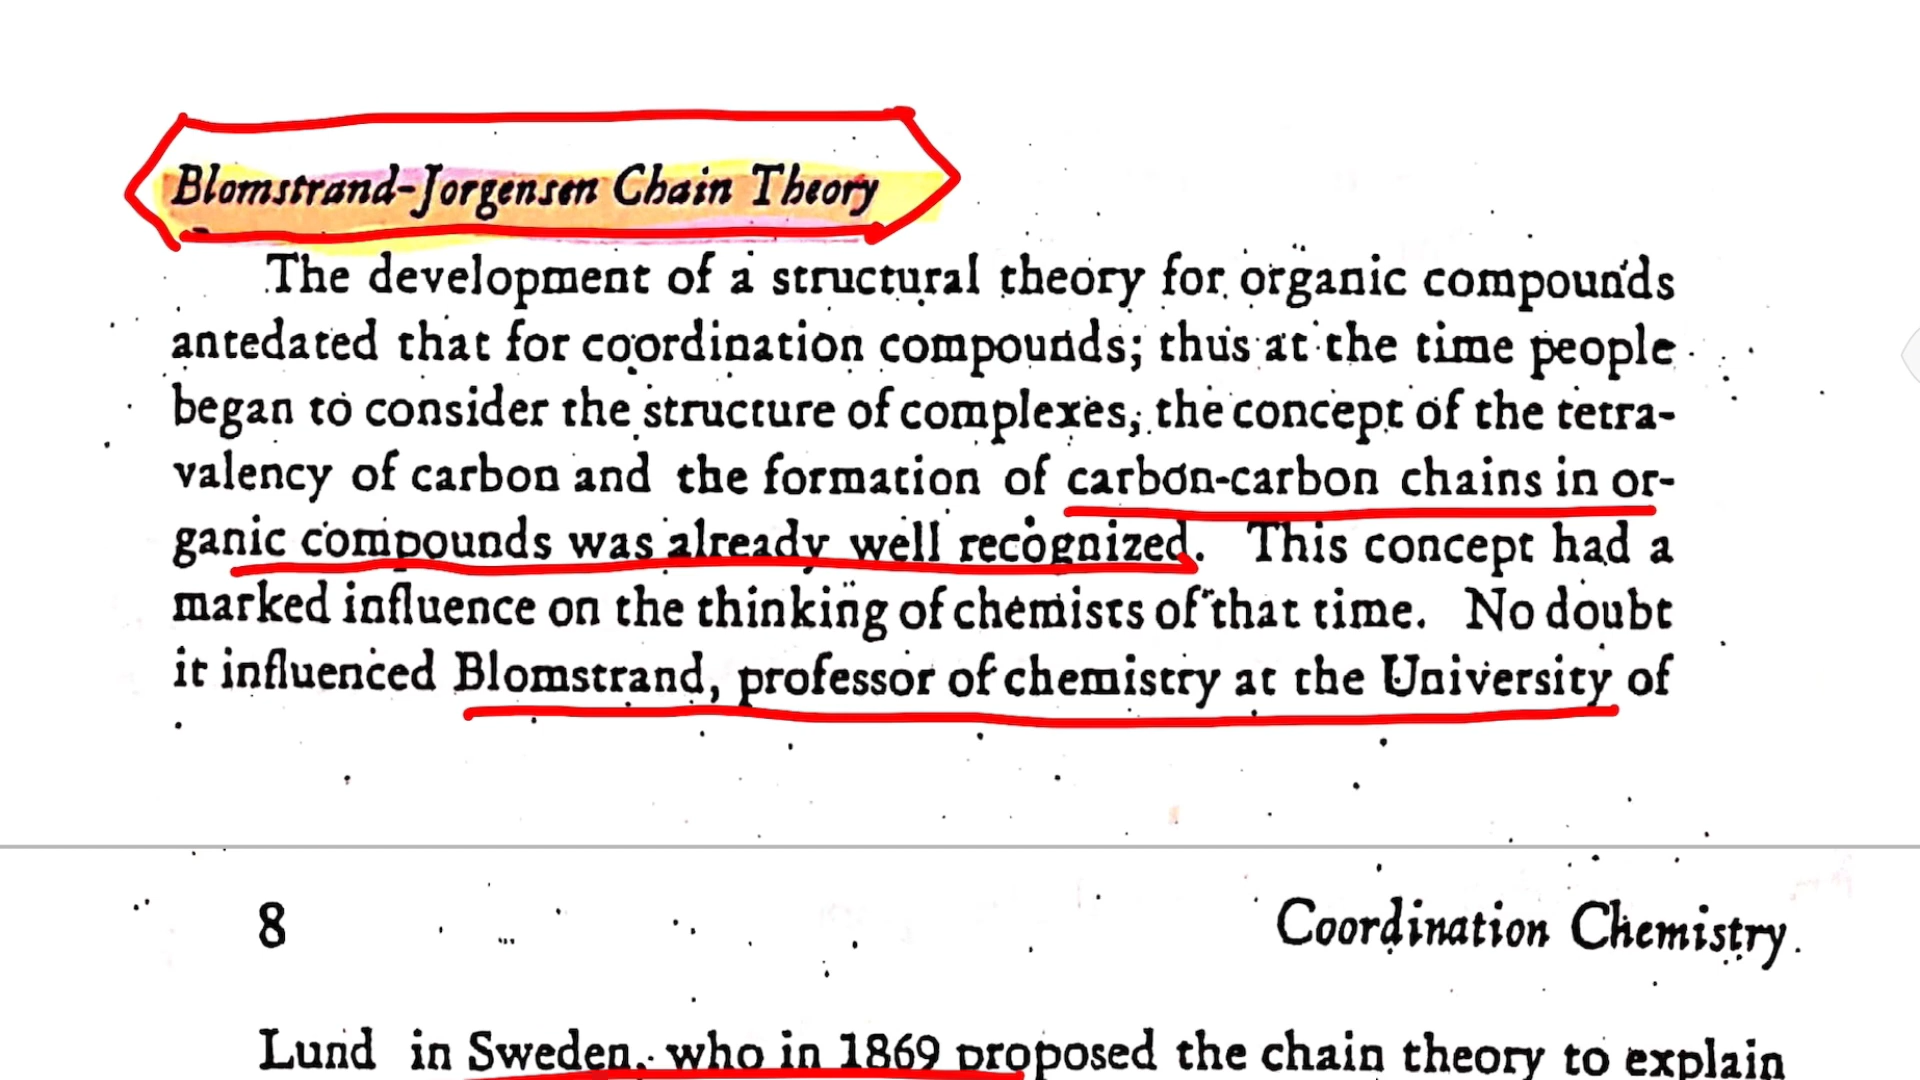 Blomstrand-Jorgensen Chain Theory
The development of a structural theory for organic compounds
antedated that for coordination compounds; thus at the time people
began to consider the structure of complexes, the concept of the tetra-
valency of carbon and the formation of carbon-carbon chains in or-
ganic compounds was already well recognized. This concept had a
marked influence on the thinking of chemists of that time. No doubt
it influenced Blomstrand, professor of chemistry at the University of
8
Coordination Chemistry.
Lund in Sweden, who in 1869 proposed the chain theory to explain